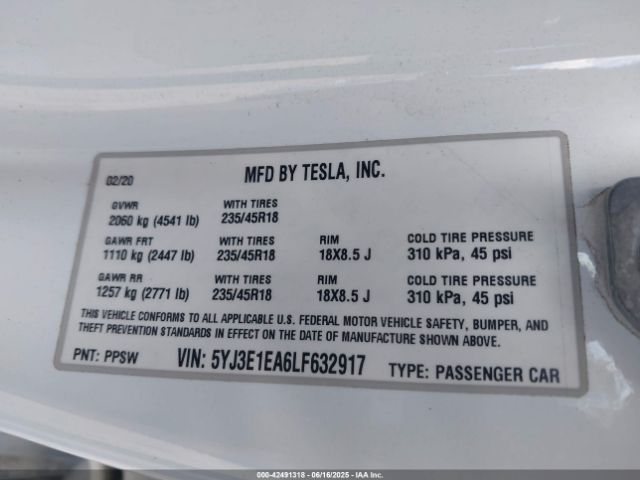 02/20 MFD BY TESLA, INC.
GVWR WITH TIRES
2060 kg (4541 lb) 235/45R18
GAWR FRT WITH TIRES RIM COLD TIRE PRESSURE
1110 kg (2447 lb) 235/45R18 18X8.5 J 310 kPa, 45 psi
GAWR RR WITH TIRES RIM COLD TIRE PRESSURE
1257 kg (2771 lb) 235/45R18 18X8.5 J 310 kPa, 45 psi
THIS VEHICLE CONFORMS TO ALL APPLICABLE U.S. FEDERAL MOTOR VEHICLE SAFETY, BUMPER, AND
THEFT PREVENTION STANDARDS IN EFFECT ON THE DATE OF MANUFACTURE SHOWN ABOVE.
PNT: PPSW VIN: 5YJ3E1EA6LF632917 TYPE: PASSENGER CAR
000-42491318 - 06/16/2025 - IAA Inc. (All)